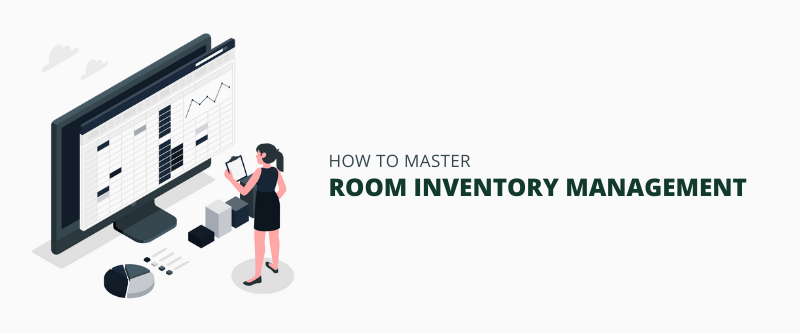 HOW TO MASTER
ROOM INVENTORY MANAGEMENT